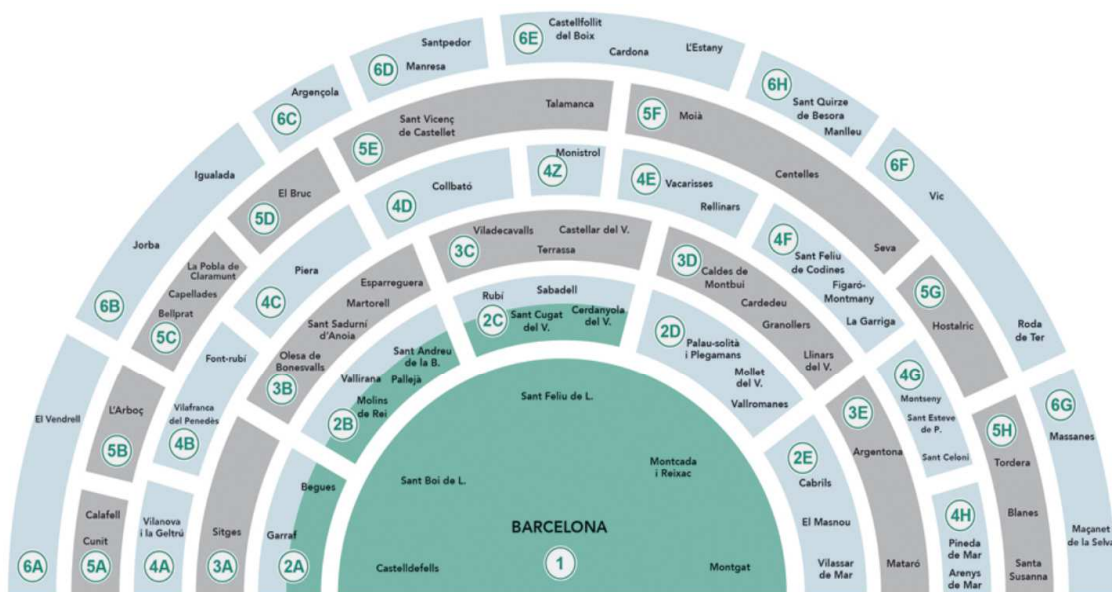 6E
Castellfollit
del Boix
Cardona
L'Estany
6D
Santpedor
Manresa
6H
Sant Quirze
de Besora
Manlleu
6C
Argençola
5E
Sant Vicenç
de Castellet
Talamanca
5F
Moià
Centelles
Seva
6F
Vic
Roda
de Ter
6B
Igualada
Jorba
5D
El Bruc
4D
Collbató
4Z
Monistrol
4E
Vacarisses
Rellinars
4F
Sant Feliu
de Codines
Figaró-
Montmany
La Garriga
5G
Hostalric
5C
La Pobla de
Claramunt
Capellades
Bellprat
4C
Piera
3C
Viladecavalls
Castellar del V.
Terrassa
3D
Caldes de
Montbui
Cardedeu
Granollers
Llinars
del V.
3B
Esparreguera
Martorell
Sant Sadurní
d'Anoia
Olesa de
Bonesvalls
2C
Rubí
Sabadell
Sant Cugat
del V.
Cerdanyola
del V.
2D
Palau-solità
i Plegamans
Mollet
del V.
Vallromanes
4G
Montseny
Sant Esteve
de P.
Sant Celoni
6G
Massanes
Maçanet
de la Selva
6A
El Vendrell
5B
L'Arboç
4B
Font-rubí
Vilafranca
del Penedès
2B
Sant Andreu
de la B.
Vallirana
Pallejà
Molins
de Rei
3E
Argentona
Mataró
5H
Tordera
Blanes
Santa
Susanna
2E
Cabrils
El Masnou
Vilassar
de Mar
5A
Calafell
Cunit
4A
Vilanova
i la Geltrú
3A
Sitges
2A
Begues
Garraf
4H
Pineda
de Mar
Arenys
de Mar
Sant Feliu de L.
Sant Boi de L.
Montcada
i Reixac
BARCELONA
1
Castelldefells
Montgat